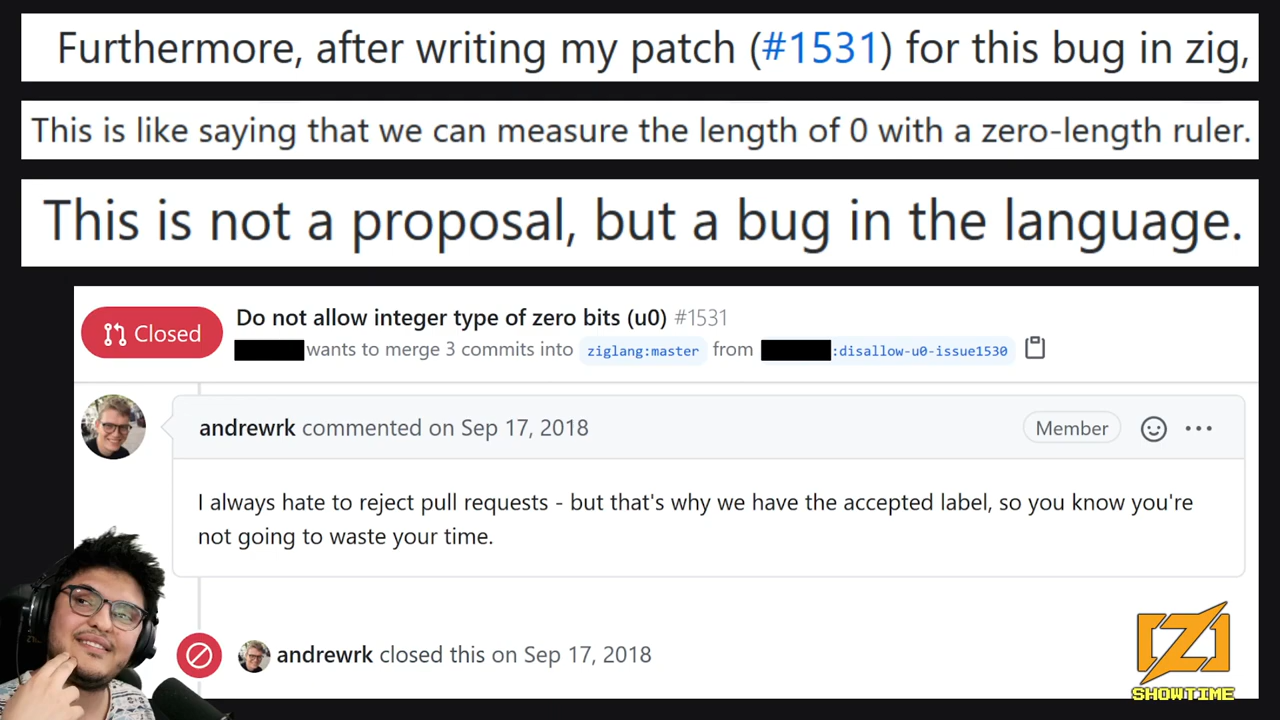 Furthermore, after writing my patch (#1531) for this bug in zig,
This is like saying that we can measure the length of 0 with a zero-length ruler.
This is not a proposal, but a bug in the language.
Closed
Do not allow integer type of zero bits (u0) #1531
wants to merge 3 commits into ziglang:master from :disallow-u0-issue1530
andrewrk commented on Sep 17, 2018
Member
I always hate to reject pull requests - but that's why we have the accepted label, so you know you're
not going to waste your time.
andrewrk closed this on Sep 17, 2018
[Z]
SHOWTIME